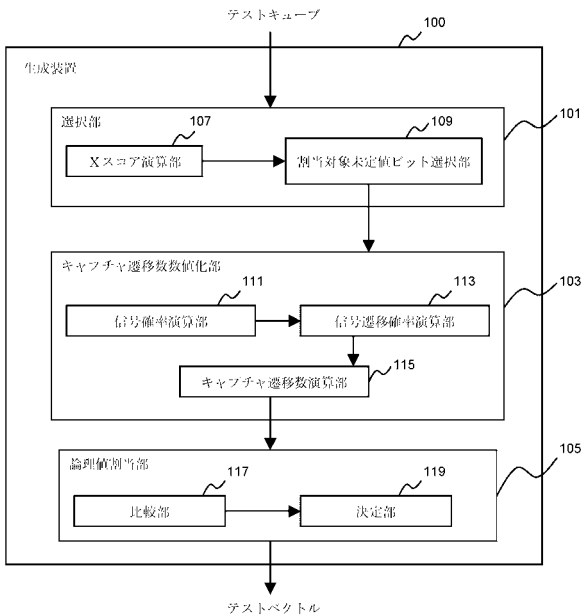 テストキューブ
100
生成装置
101
選択部
107
109
Xスコア演算部
割当対象未定値ビット選択部
キャプチャ遷移数数値化部
103
111
113
信号確率演算部
信号遷移確率演算部
115
キャプチャ遷移数演算部
論理値割当部
105
117
119
比較部
決定部
テストベクトル